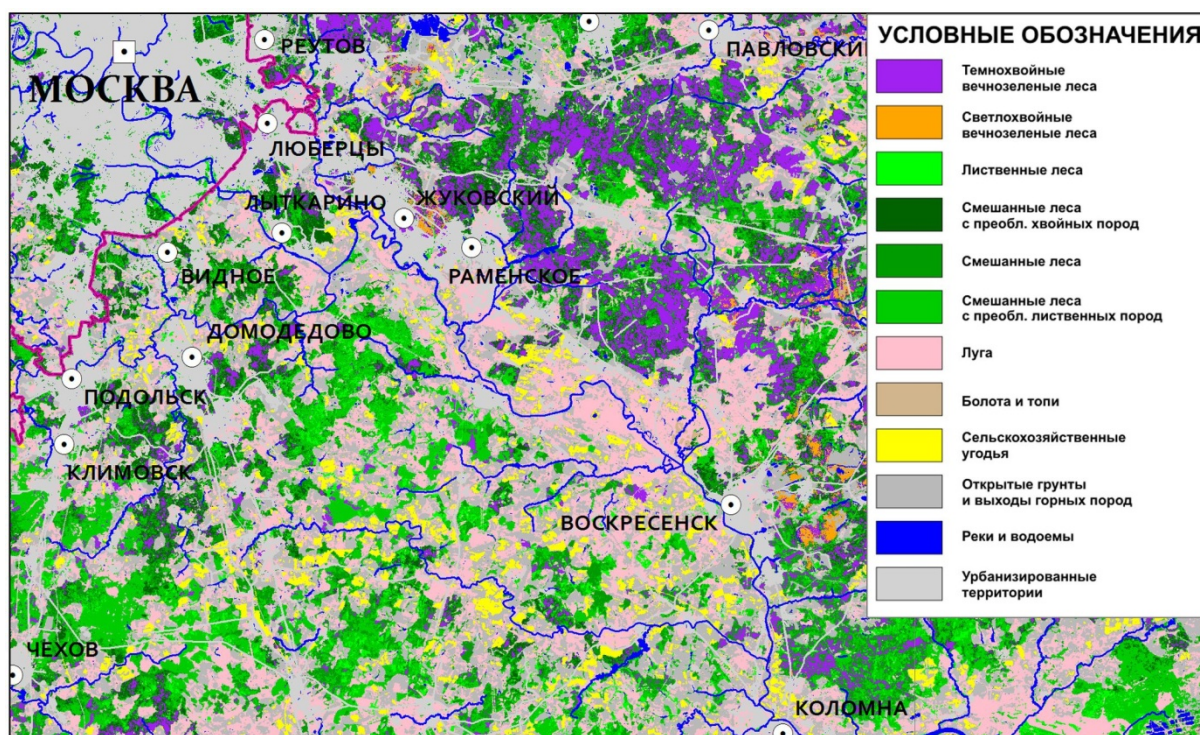 РЕУТОВ
МОСКВА
ЛЮБЕРЦЫ
ЛЫТКАРИНО
ЖУКОВСКИЙ
ВИДНОЕ
РАМЕНСКОЕ
ДОМОДЕДОВО
ПОДОЛЬСК
КЛИМОВСК
ВОСКРЕСЕНСК
ЧЕХОВ
КОЛОМНА
ПАВЛОВСКИ
УСЛОВНЫЕ ОБОЗНАЧЕНИЯ
Темнохвойные
вечнозеленые леса
Светлохвойные
вечнозеленые леса
Лиственные леса
Смешанные леса
с преобл. хвойных пород
Смешанные леса
Смешанные леса
с преобл. лиственных пород
Луга
Болота и топи
Сельскохозяйственные
угодья
Открытые грунты
и выходы горных пород
Реки и водоемы
Урбанизированные
территории